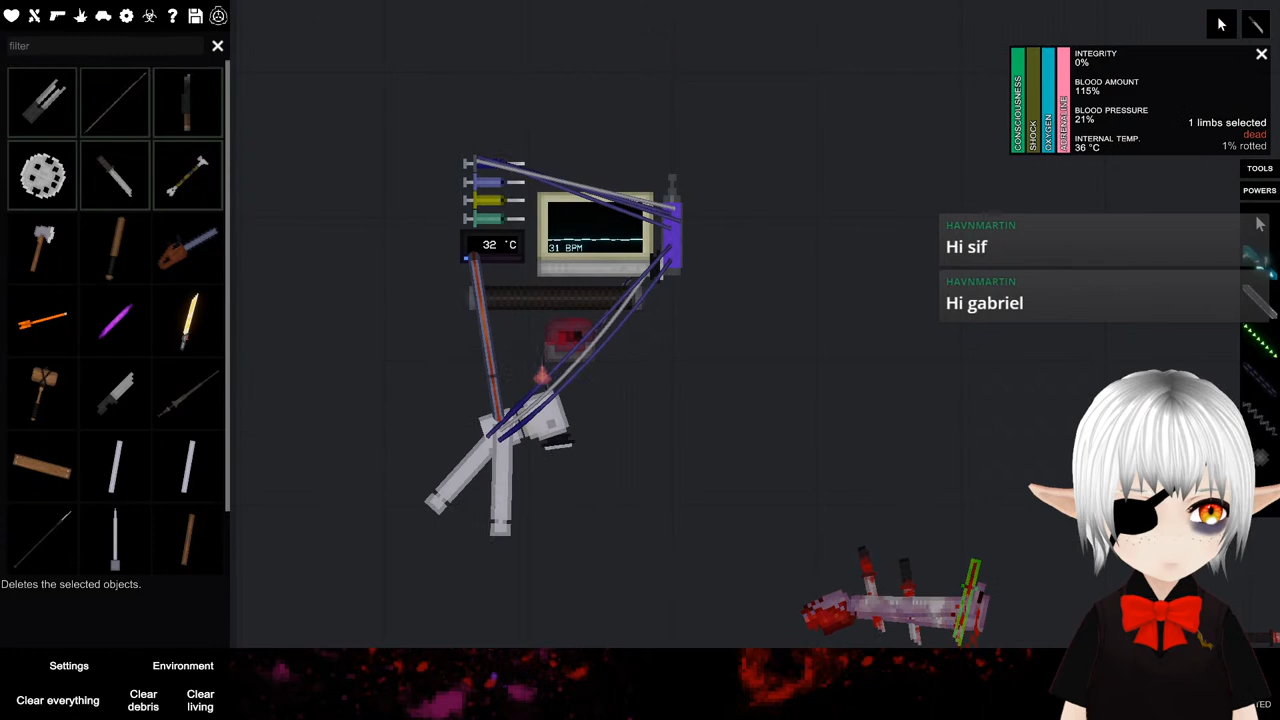 filter
Deletes the selected objects.
Settings
Environment
Clear everything
Clear debris
Clear living
32 °C
31 BPM
CONSCIOUSNESS
SHOCK
OXYGEN
ADRENALINE
INTEGRITY
0%
BLOOD AMOUNT
115%
BLOOD PRESSURE
21%
INTERNAL TEMP.
36 °C
1 limbs selected
dead
1% rotted
TOOLS
POWERS
HAVNMARTIN
Hi sif
HAVNMARTIN
Hi gabriel